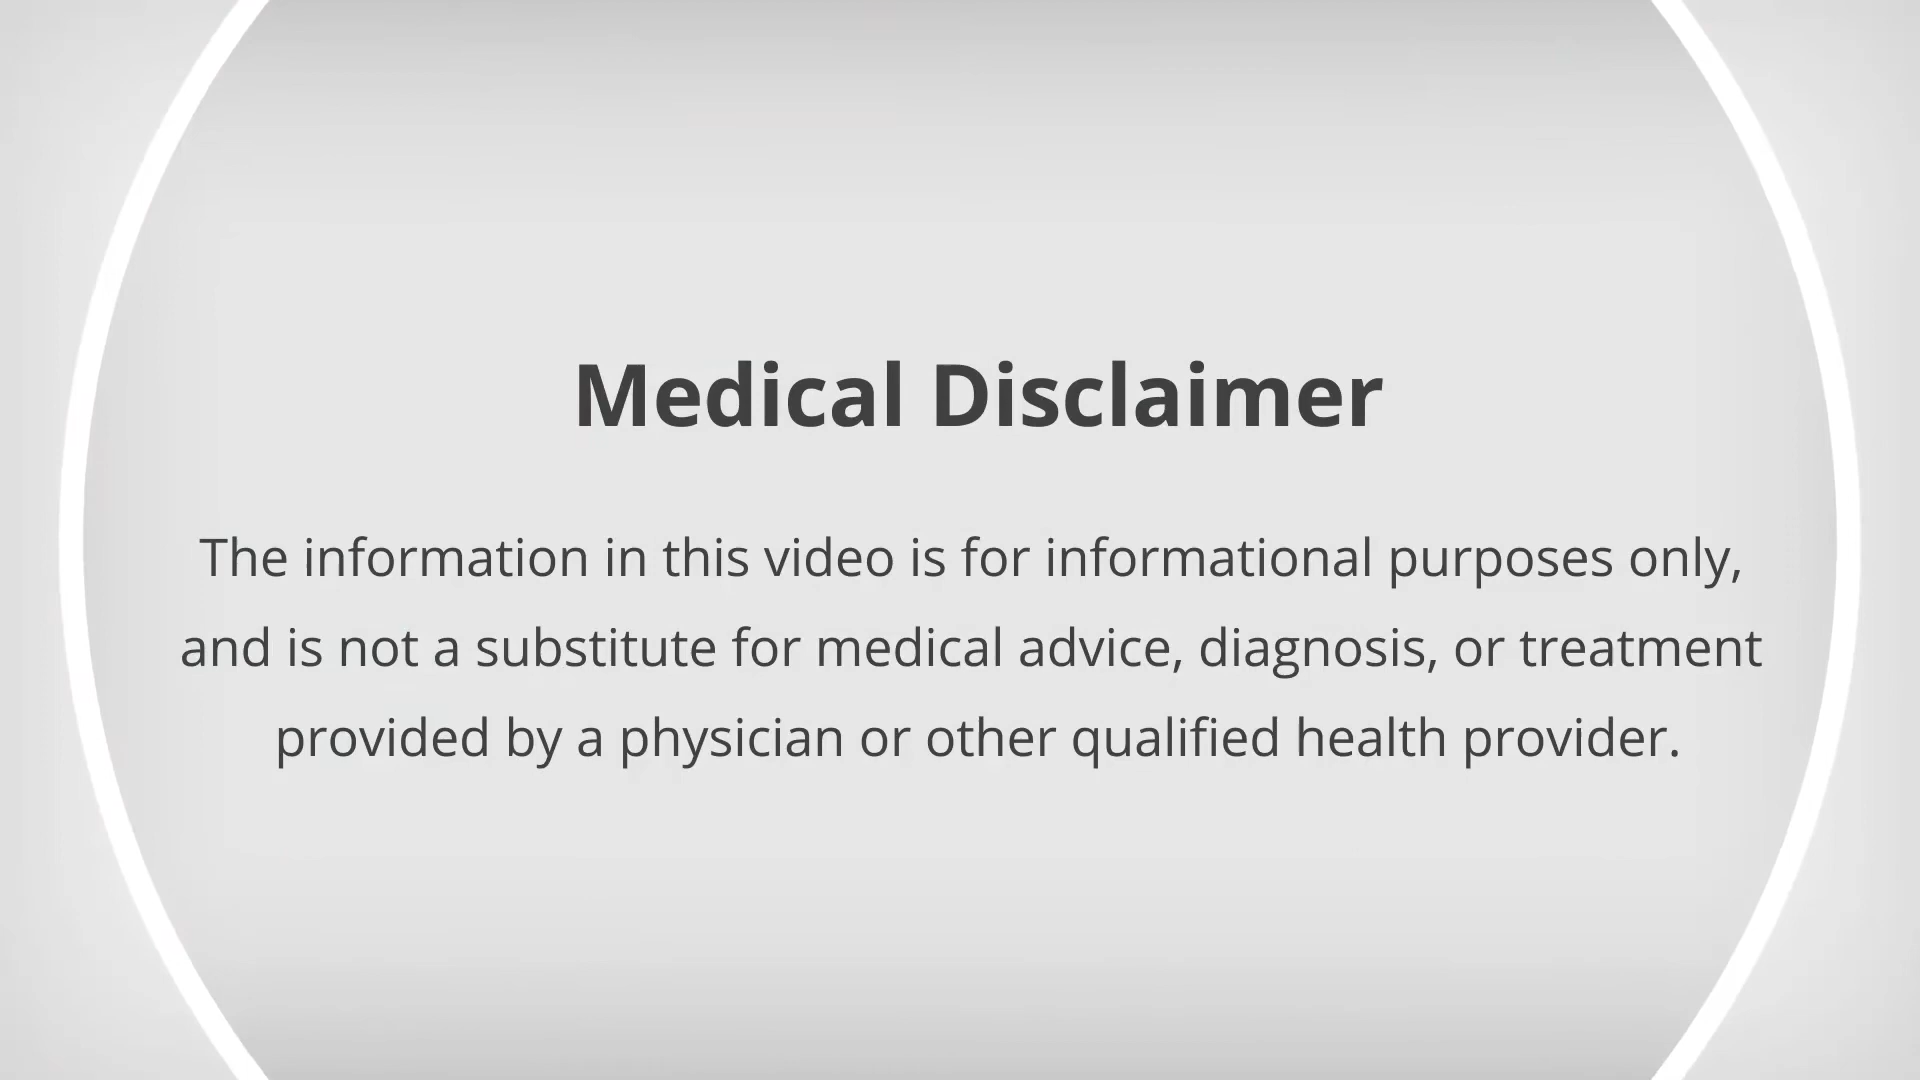 Medical Disclaimer
The information in this video is for informational purposes only,
and is not a substitute for medical advice, diagnosis, or treatment
provided by a physician or other qualified health provider.